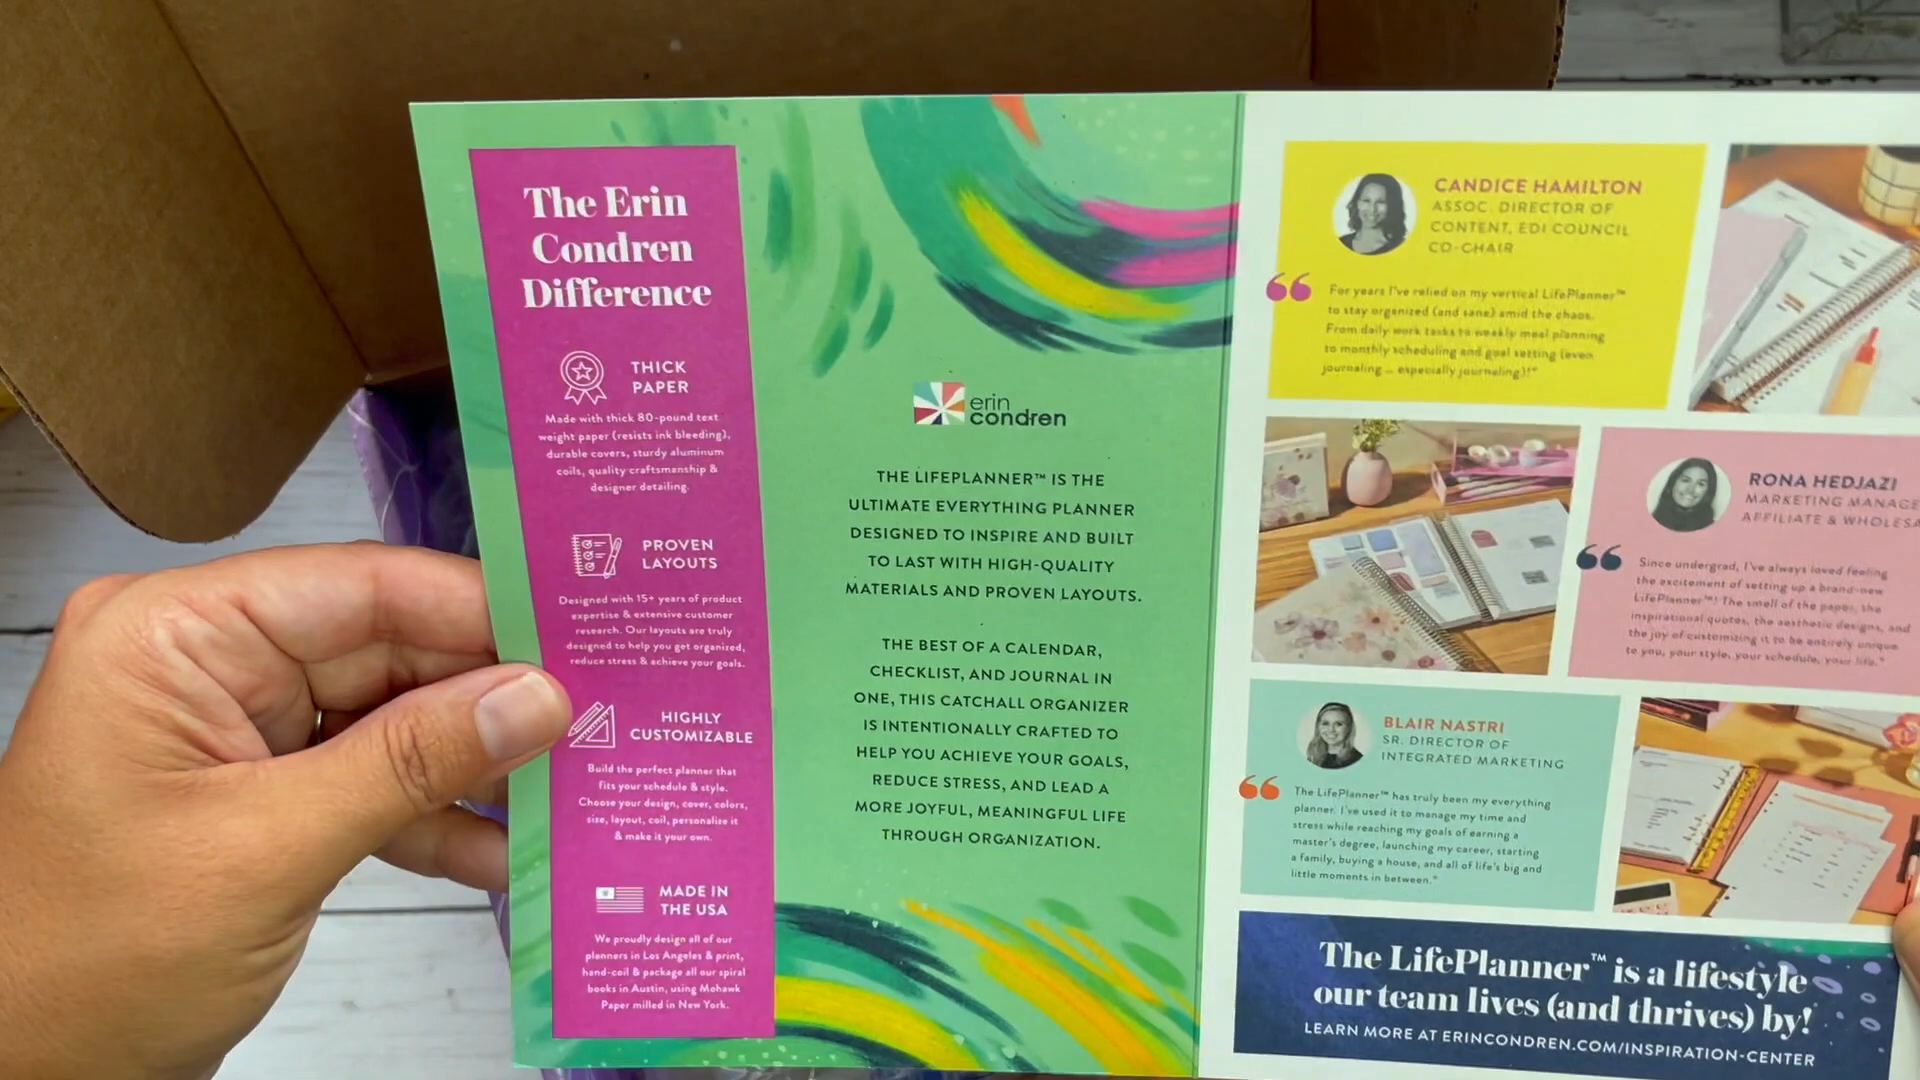 The Erin
Condren
Difference
THICK
PAPER
Made with thick 80-pound text
weight paper (resists ink bleeding),
durable covers, sturdy aluminum
coils, quality craftsmanship &
designer detailing.
PROVEN
LAYOUTS
Designed with 15+ years of product
expertise & extensive customer
research. Our layouts are truly
designed to help you get organized,
reduce stress & achieve your goals.
HIGHLY
CUSTOMIZABLE
Build the perfect planner that
fits your schedule & style.
Choose your design, cover, colors,
size, layout, coil, personalize it
& make it your own.
MADE IN
THE USA
We proudly design all of our
planners in Los Angeles & print,
hand-coil & package all our spiral
books in Austin, using Mohawk
Paper milled in New York.
erin
condren
THE LIFEPLANNER™ IS THE
ULTIMATE EVERYTHING PLANNER
DESIGNED TO INSPIRE AND BUILT
TO LAST WITH HIGH-QUALITY
MATERIALS AND PROVEN LAYOUTS.
THE BEST OF A CALENDAR,
CHECKLIST, AND JOURNAL IN
ONE, THIS CATCHALL ORGANIZER
IS INTENTIONALLY CRAFTED TO
HELP YOU ACHIEVE YOUR GOALS,
REDUCE STRESS, AND LEAD A
MORE JOYFUL, MEANINGFUL LIFE
THROUGH ORGANIZATION.
CANDICE HAMILTON
ASSOC. DIRECTOR OF
CONTENT, EDI COUNCIL
CO-CHAIR
“For years I've relied on my vertical LifePlanner™
to stay organized (and sane) amid the chaos.
From daily work tasks to weekly meal planning
to monthly scheduling and goal setting (even
journaling ... especially journaling)!"
RONA HEDJAZI
MARKETING MANAGE
AFFILIATE & WHOLESA
“Since undergrad, I've always loved feeling
the excitement of setting up a brand-new
LifePlanner™! The smell of the paper, the
inspirational quotes, the aesthetic designs, and
the joy of customizing it to be entirely unique
to you, your style, your schedule, your life."
BLAIR NASTRI
SR. DIRECTOR OF
INTEGRATED MARKETING
“The LifePlanner™ has truly been my everything
planner. I've used it to manage my time and
stress while reaching my goals of earning a
master's degree, launching my career, starting
a family, buying a house, and all of life's big and
little moments in between."
The LifePlanner™ is a lifestyle
our team lives (and thrives) by!
LEARN MORE AT ERINCONDREN.COM/INSPIRATION-CENTER